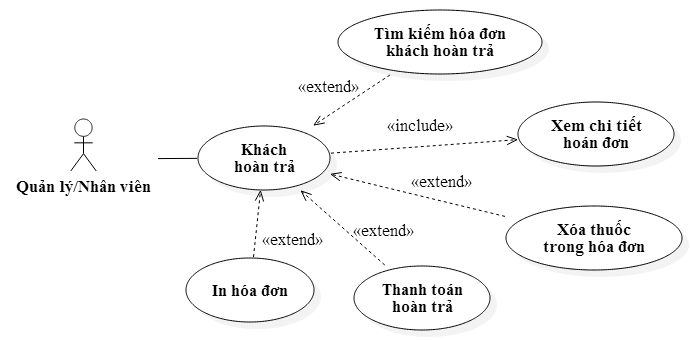 Tìm kiếm hóa đơn
khách hoàn trả
«extend»
«include»
Xem chi tiết
hoán đơn
Khách
hoàn trả
Quản lý/Nhân viên
«extend»
Xóa thuốc
trong hóa đơn
«extend»
«extend»
In hóa đơn
Thanh toán
hoàn trả